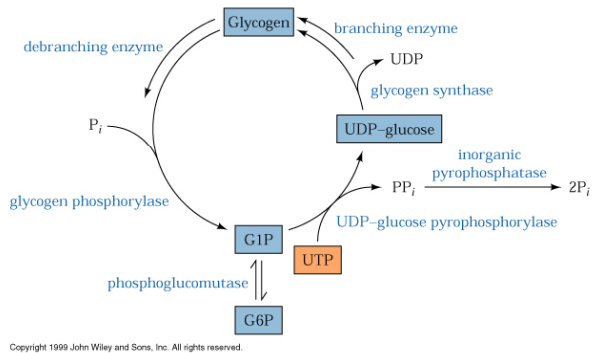 Glycogen
branching enzyme
debranching enzyme
UDP
glycogen synthase
Pi
UDP–glucose
inorganic
pyrophosphatase
PPi
2Pi
glycogen phosphorylase
UDP–glucose pyrophosphorylase
G1P
UTP
phosphoglucomutase
G6P
Copyright 1999 John Wiley and Sons, Inc. All rights reserved.